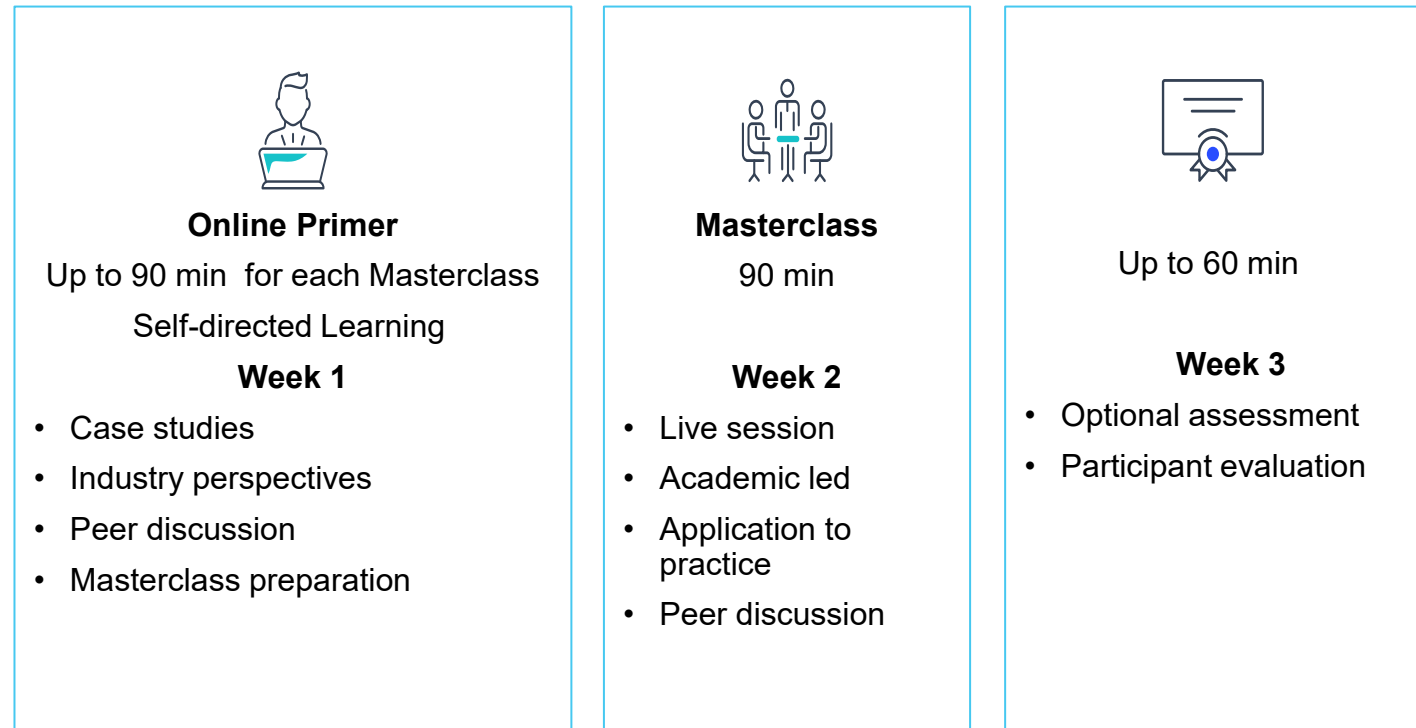 Online Primer
Up to 90 min  for each Masterclass
Self-directed Learning
Week 1
• Case studies
• Industry perspectives
• Peer discussion
• Masterclass preparation
Masterclass
90 min
Week 2
• Live session
• Academic led
• Application to
practice
• Peer discussion
Up to 60 min
Week 3
• Optional assessment
• Participant evaluation